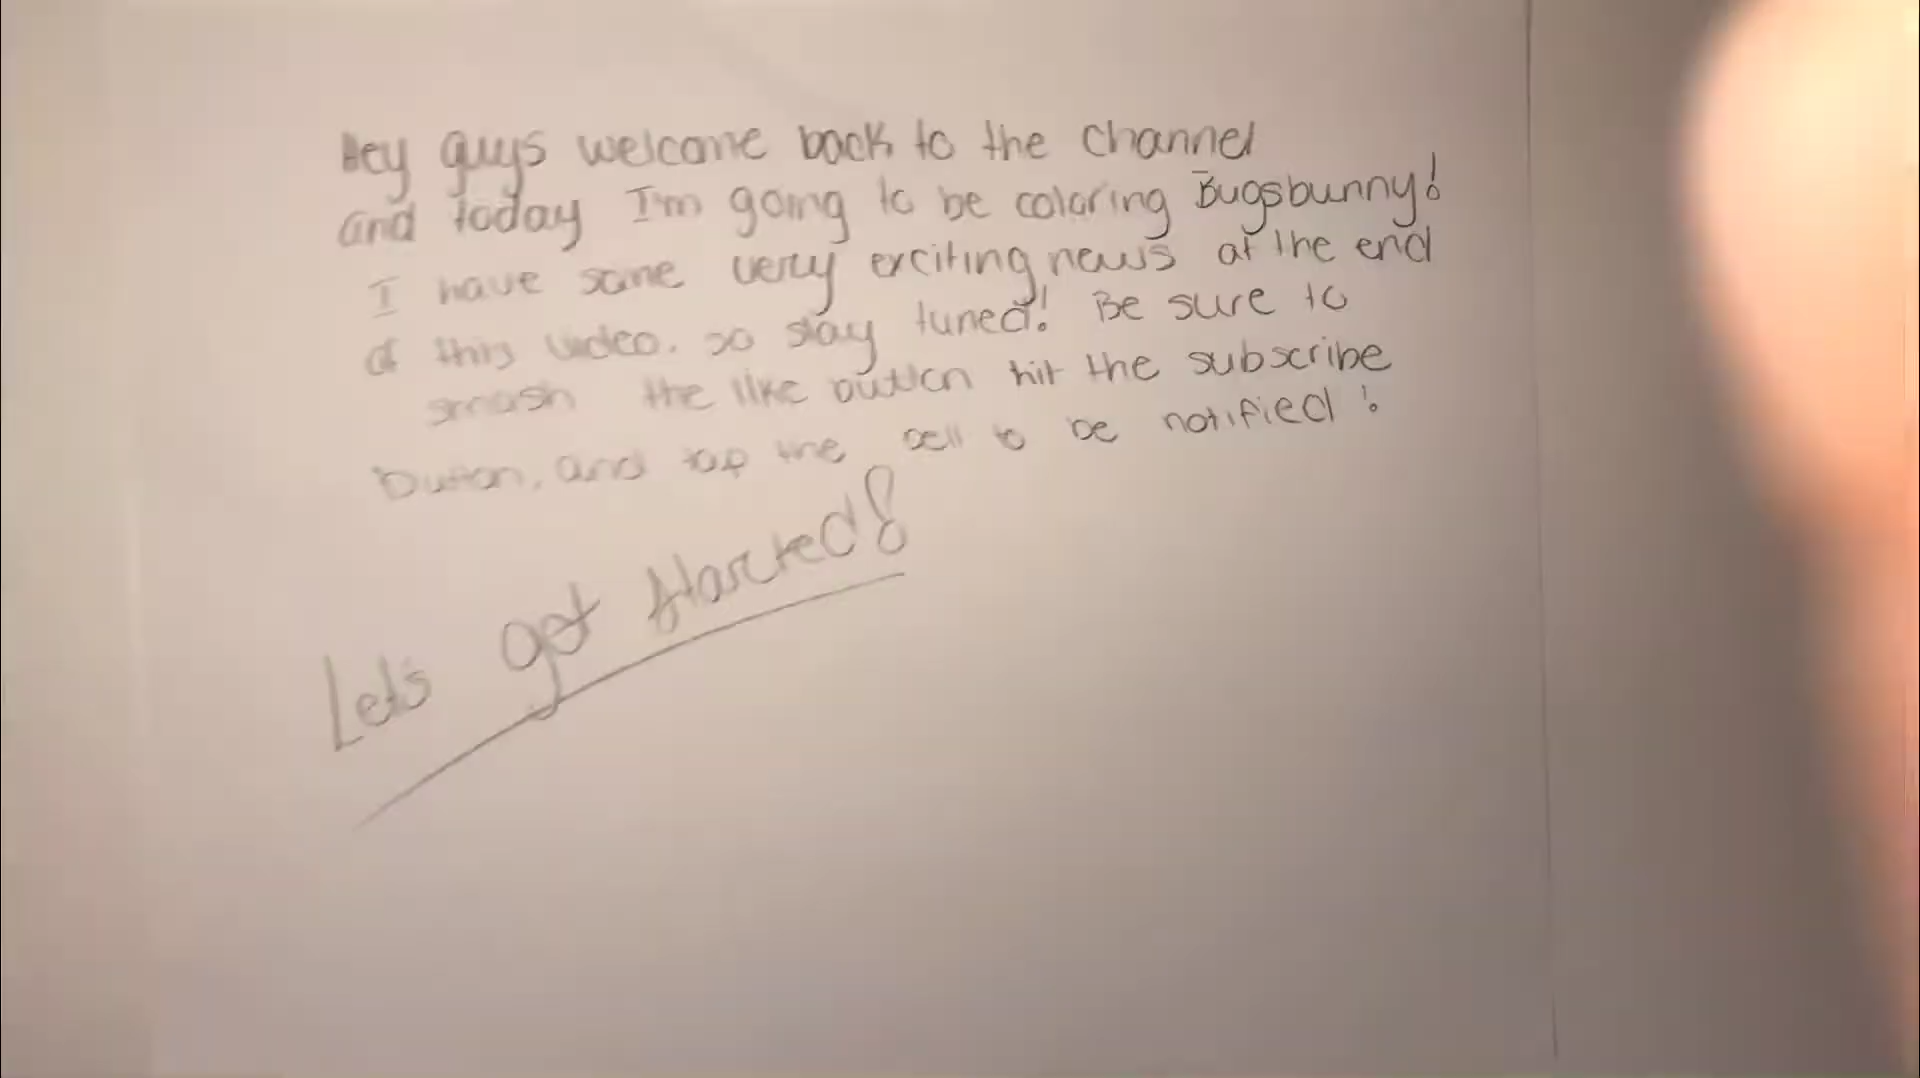 Hey guys welcome back to the channel
and today I'm going to be coloring Bugsbunny!
I have some very exciting news at the end
of this video. so stay tuned! Be sure to
smash the like button hit the subscribe
button, and tap the bell to be notified!
Let's get started!